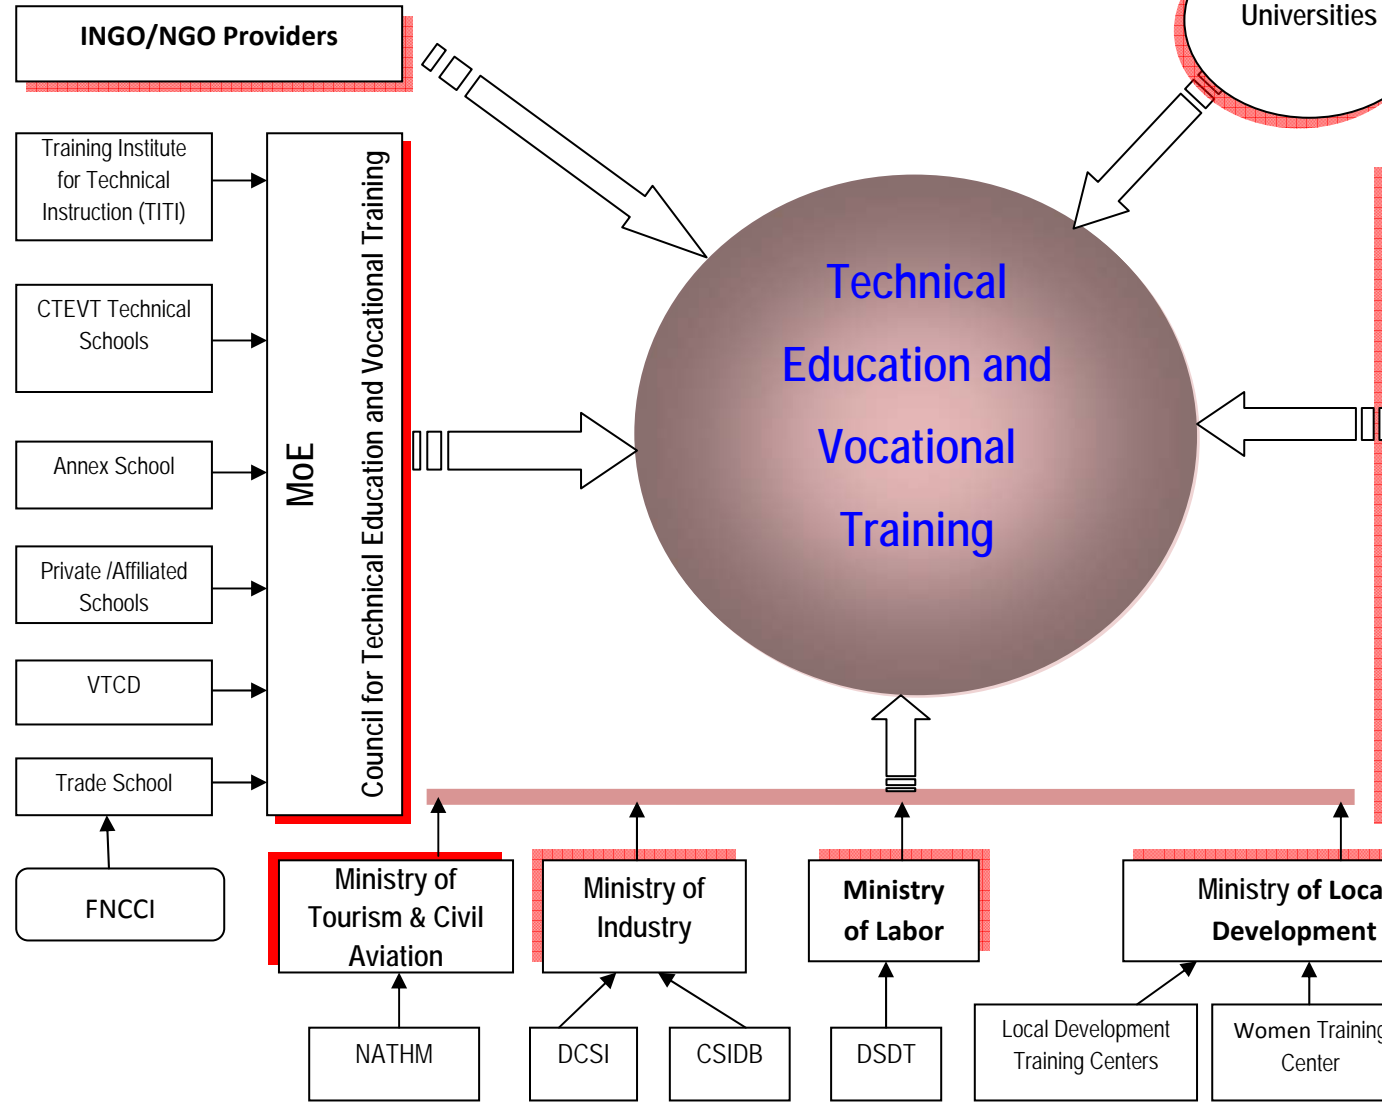 Universities
INGO/NGO Providers
Training Institute
for Technical
Instruction (TITI)
CTEVT Technical
Schools
Annex School
Private /Affiliated
Schools
VTCD
Trade School
FNCCI
MoE
Council for Technical Education and Vocational Training
Technical
Education and
Vocational
Training
Ministry of
Tourism & Civil
Aviation
Ministry of
Industry
Ministry
of Labor
Ministry of Loca
Development
NATHM
DCSI
CSIDB
DSDT
Local Development
Training Centers
Women Training
Center